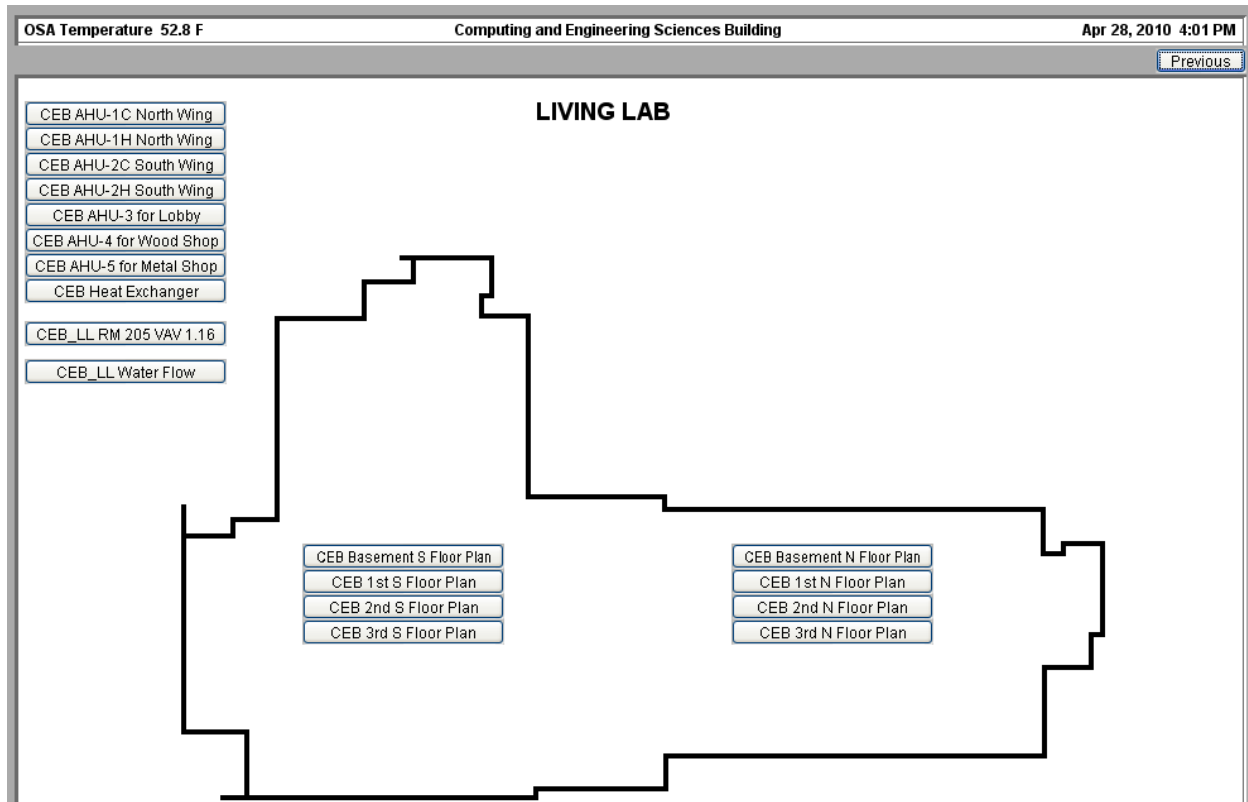 OSA Temperature 52.8 F Computing and Engineering Sciences Building Apr 28, 2010 4:01 PM
Previous
LIVING LAB
CEB AHU-1C North Wing
CEB AHU-1H North Wing
CEB AHU-2C South Wing
CEB AHU-2H South Wing
CEB AHU-3 for Lobby
CEB AHU-4 for Wood Shop
CEB AHU-5 for Metal Shop
CEB Heat Exchanger
CEB_LL RM 205 VAV 1.16
CEB_LL Water Flow
CEB Basement S Floor Plan
CEB 1st S Floor Plan
CEB 2nd S Floor Plan
CEB 3rd S Floor Plan
CEB Basement N Floor Plan
CEB 1st N Floor Plan
CEB 2nd N Floor Plan
CEB 3rd N Floor Plan